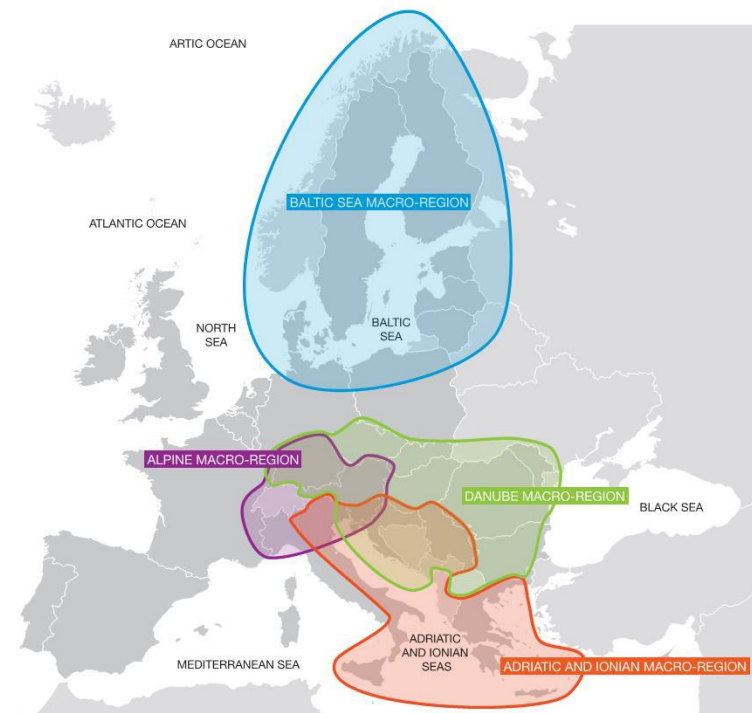 ARTIC OCEAN
ATLANTIC OCEAN
BALTIC SEA MACRO-REGION
NORTH
SEA
BALTIC
SEA
ALPINE MACRO-REGION
DANUBE MACRO-REGION
BLACK SEA
ADRIATIC
AND IONIAN
SEAS
MEDITERRANEAN SEA
ADRIATIC AND IONIAN MACRO-REGION